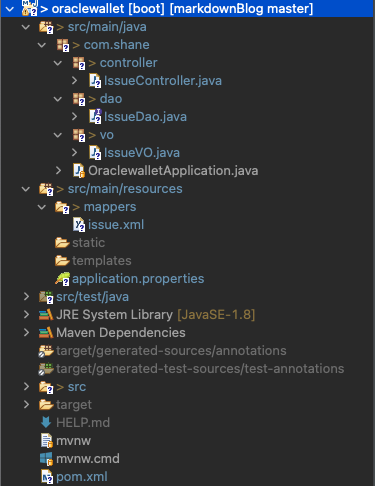 > oraclewallet [boot] [markdownBlog master]
> src/main/java
> com.shane
> controller
> IssueController.java
> dao
> IssueDao.java
> vo
> IssueVO.java
> OraclewalletApplication.java
> src/main/resources
> mappers
issue.xml
static
templates
application.properties
> src/test/java
> JRE System Library [JavaSE-1.8]
> Maven Dependencies
target/generated-sources/annotations
target/generated-test-sources/test-annotations
> > src
> target
HELP.md
mvnw
mvnw.cmd
pom.xml